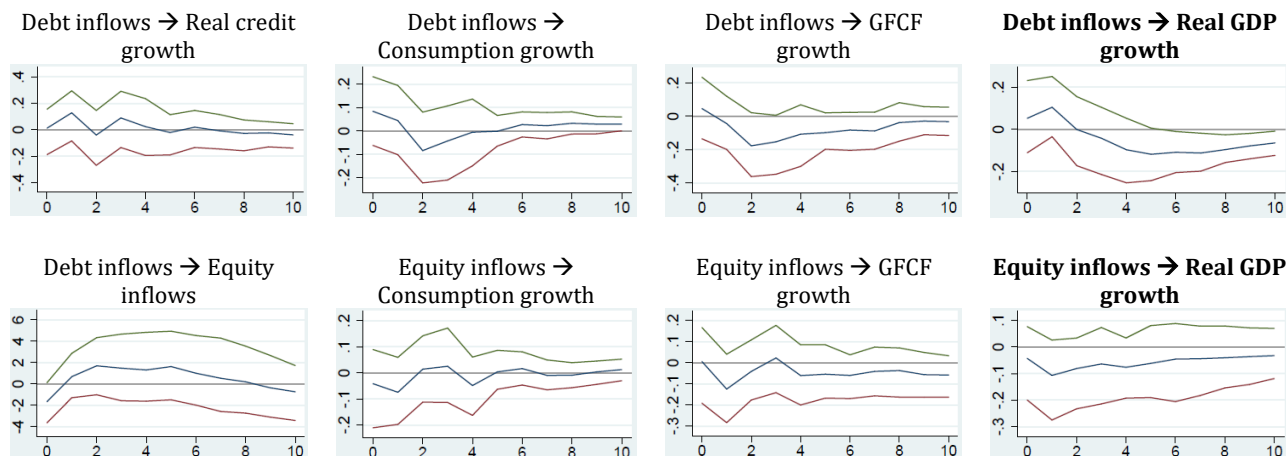 Debt inflows → Real credit
growth
Debt inflows →
Consumption growth
Debt inflows → GFCF
growth
Debt inflows → Real GDP
growth
.4
.2
0
-.2
-.4
0 2 4 6 8 10
.2
.1
0
-.1
-.2
0 2 4 6 8 10
.2
0
-.2
-.4
0 2 4 6 8 10
.2
0
-.2
0 2 4 6 8 10
Debt inflows → Equity
inflows
Equity inflows →
Consumption growth
Equity inflows → GFCF
growth
Equity inflows → Real GDP
growth
6
4
2
0
-2
-4
0 2 4 6 8 10
.2
.1
0
-.1
-.2
0 2 4 6 8 10
.2
.1
0
-.1
-.2
-.3
0 2 4 6 8 10
.1
0
-.1
-.2
-.3
0 2 4 6 8 10